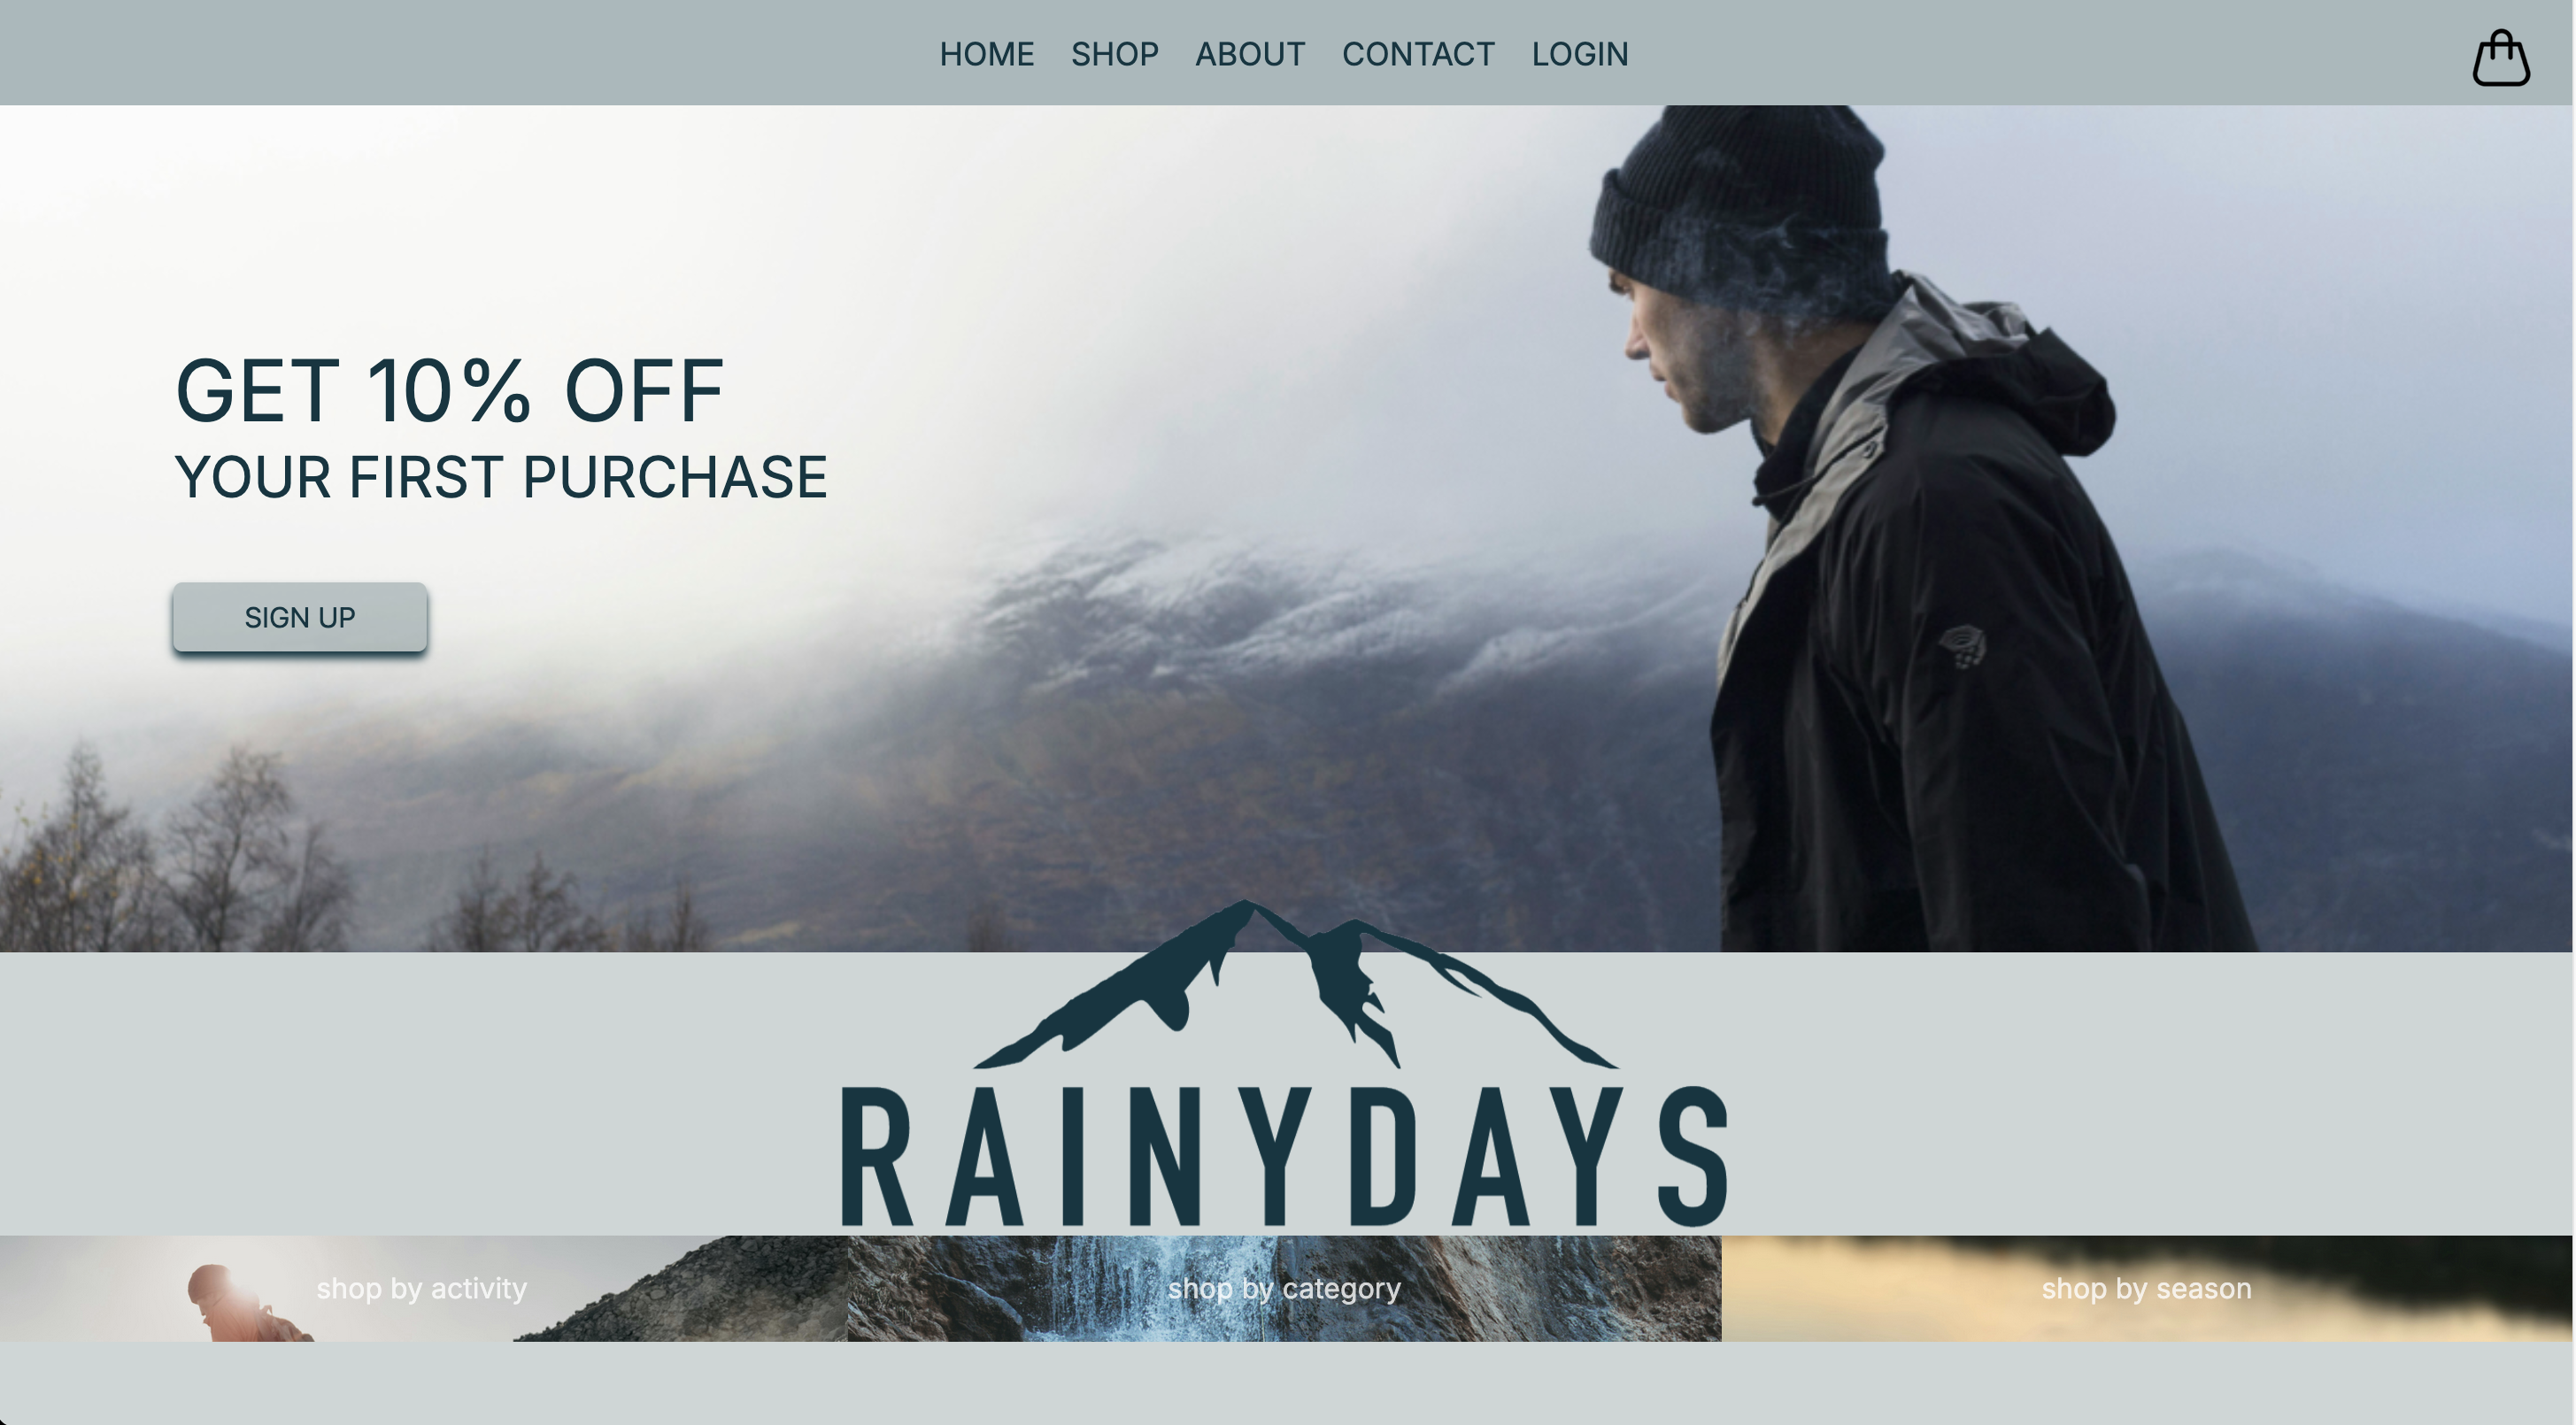 HOME SHOP ABOUT CONTACT LOGIN
GET 10% OFF
YOUR FIRST PURCHASE
SIGN UP
RAINYDAYS
shop by activity shop by category shop by season